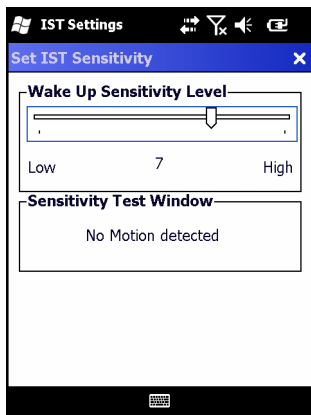 IST Settings
Set IST Sensitivity
Wake Up Sensitivity Level
Low 7 High
Sensitivity Test Window
No Motion detected